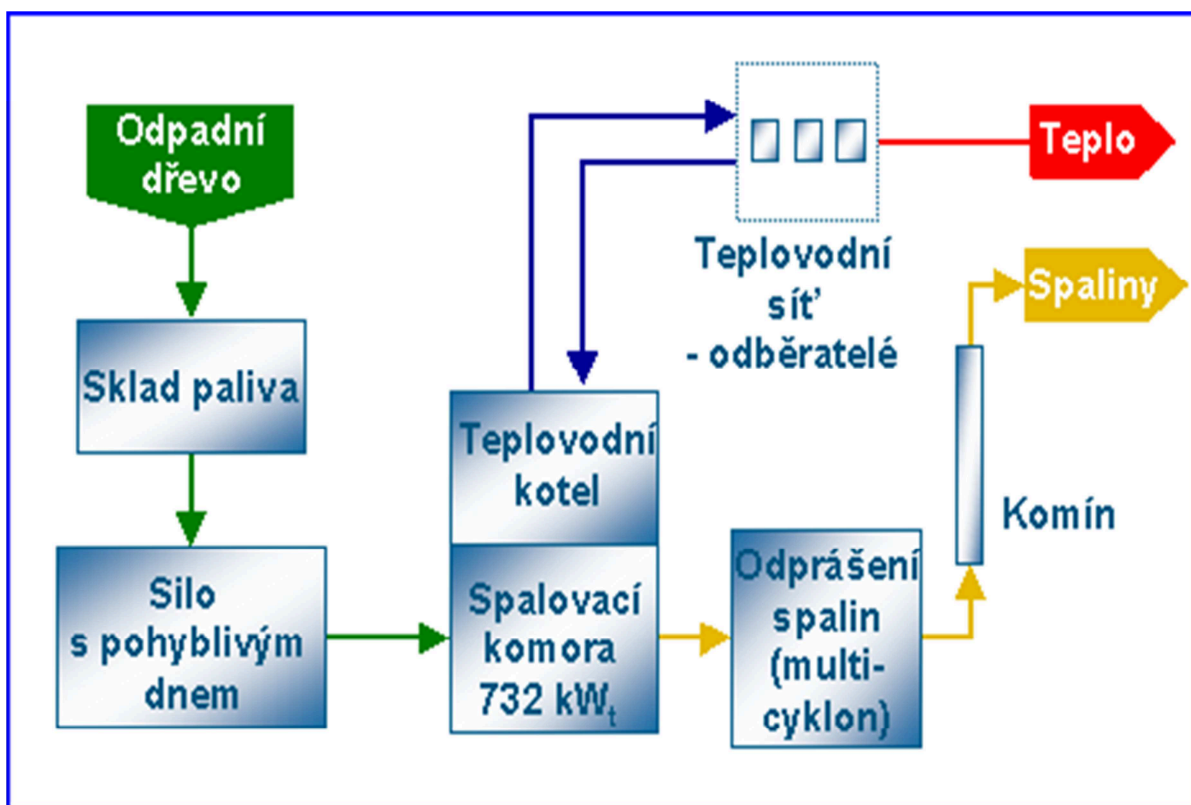 Odpadní
dřevo
Teplo
Teplovodní
síť
- odběratelé
Spaliny
Sklad paliva
Teplovodní
kotel
Komín
Silo
s pohyblivým
dnem
Spalovací
komora
732 kWt
Odprášení
spalin
(multi-
cyklon)